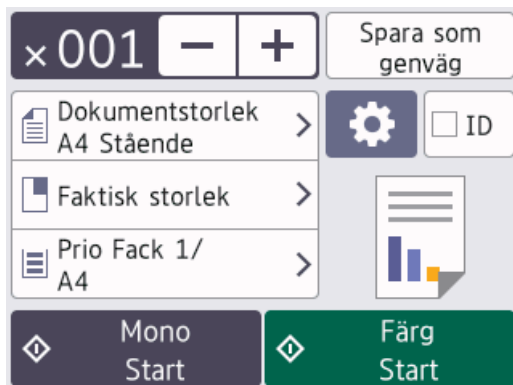 ×001 − +
Spara som
genväg
Dokumentstorlek
A4 Stående
ID
Faktisk storlek
Prio Fack 1/
A4
Mono
Start
Färg
Start